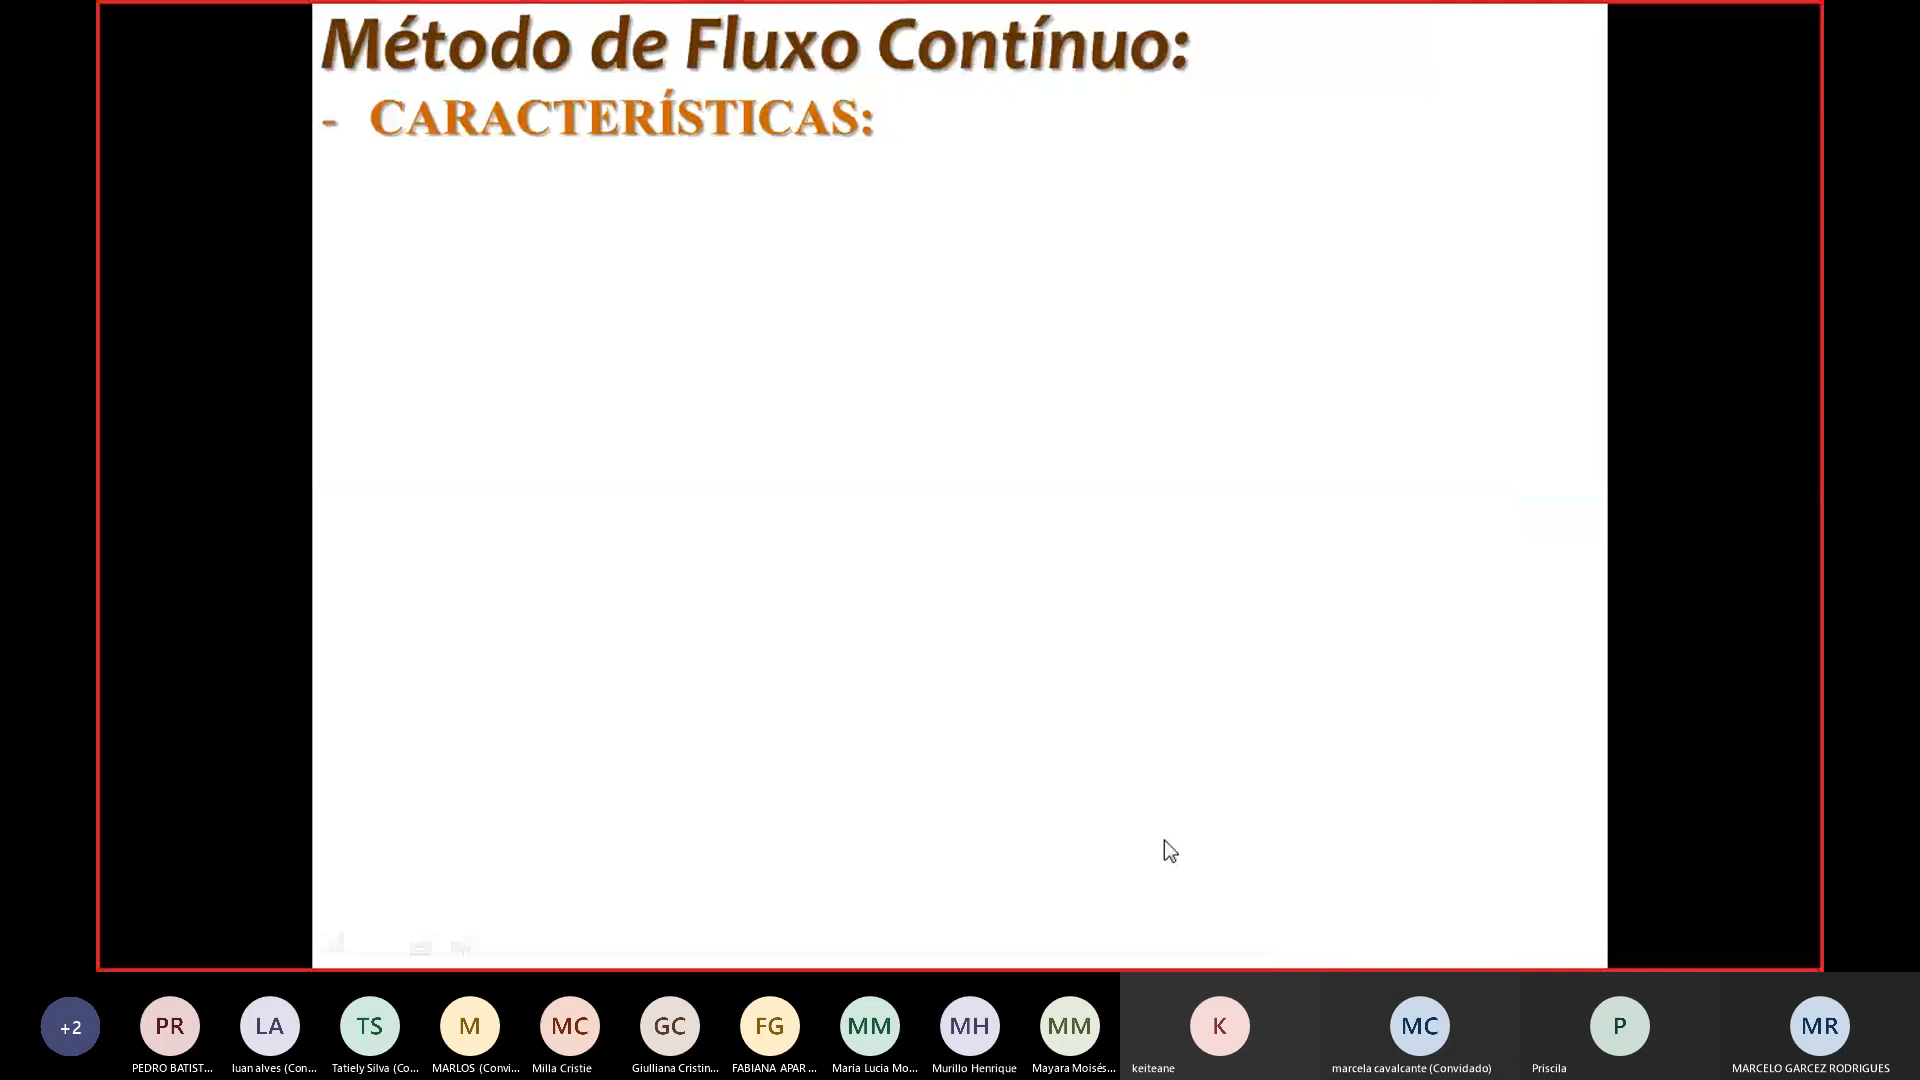 Método de Fluxo Contínuo:
- CARACTERÍSTICAS:
+2
PR
LA
TS
M
MC
GC
FG
MM
MH
MM
K
MC
P
MR
PEDRO BATIST...
luan alves (Con...
Tatiely Silva (Co...
MARLOS (Convi...
Milla Cristie
Giulliana Cristin...
FABIANA APAR ...
Maria Lucia Mo...
Murillo Henrique
Mayara Moisés...
keiteane
marcela cavalcante (Convidado)
Priscila
MARCELO GARCEZ RODRIGUES